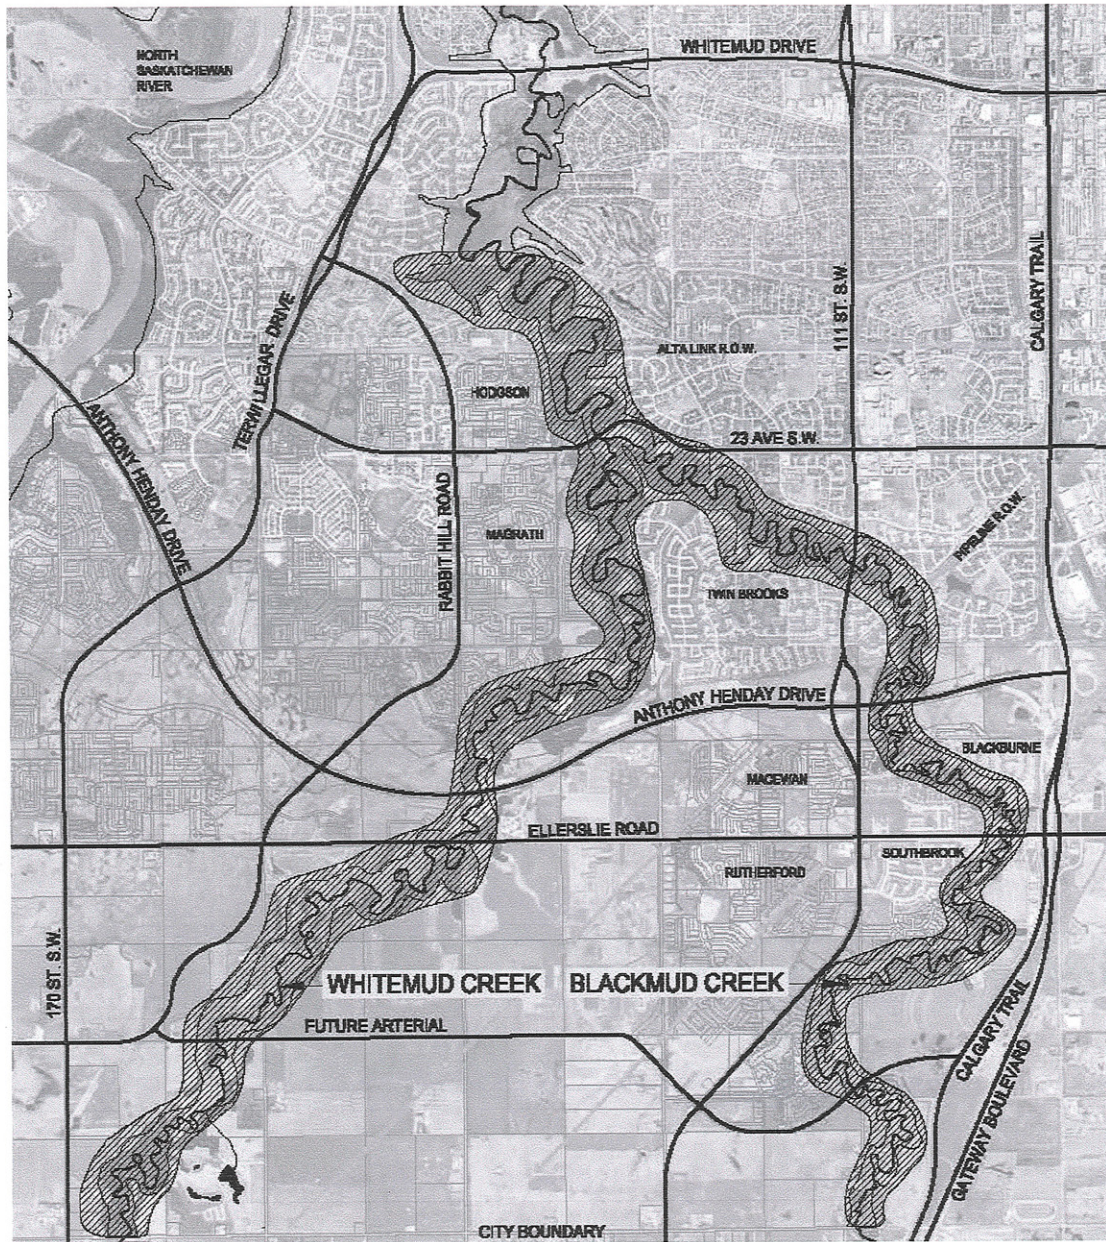 WHITEMUD DRIVE
NORTH
SASKATCHEWAN
RIVER
TERWILLEGAR DRIVE
111 ST. S.W.
CALGARY TRAIL
ALTA LINK R.O.W.
HODGSON
ANTHONY HENDAY DRIVE
23 AVE S.W.
RABBIT HILL ROAD
MAGRATH
PIPELINE R.O.W.
TWIN BROOKS
ANTHONY HENDAY DRIVE
BLACKBURNE
MACEWAN
ELLERSLIE ROAD
SOUTHBROOK
RUTHERFORD
170 ST. S.W.
WHITEMUD CREEK
BLACKMUD CREEK
FUTURE ARTERIAL
CALGARY TRAIL
GATEWAY BOULEVARD
CITY BOUNDARY